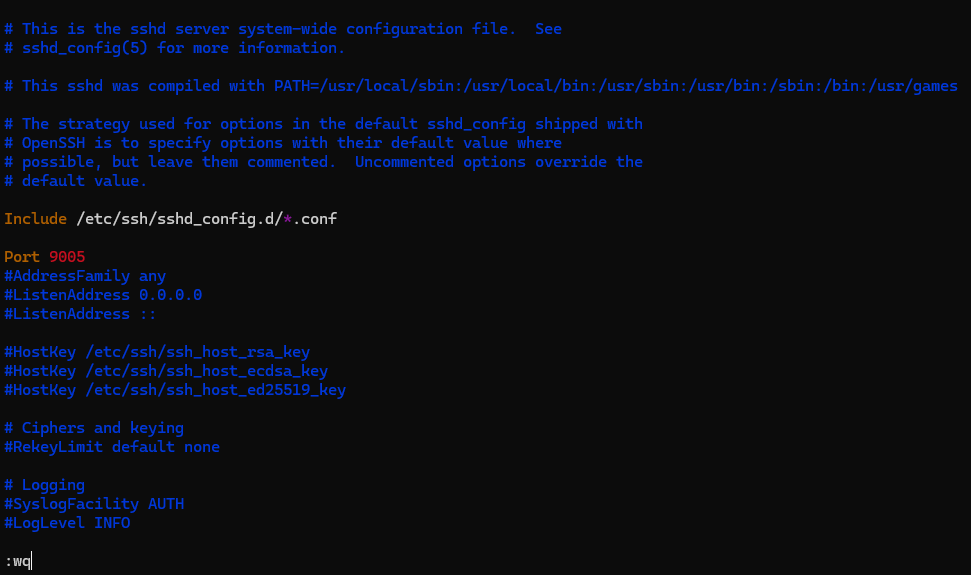 # This is the sshd server system-wide configuration file.  See
# sshd_config(5) for more information.
# This sshd was compiled with PATH=/usr/local/sbin:/usr/local/bin:/usr/sbin:/usr/bin:/sbin:/bin:/usr/games
# The strategy used for options in the default sshd_config shipped with
# OpenSSH is to specify options with their default value where
# possible, but leave them commented.  Uncommented options override the
# default value.
Include /etc/ssh/sshd_config.d/*.conf
Port 9005
#AddressFamily any
#ListenAddress 0.0.0.0
#ListenAddress ::
#HostKey /etc/ssh/ssh_host_rsa_key
#HostKey /etc/ssh/ssh_host_ecdsa_key
#HostKey /etc/ssh/ssh_host_ed25519_key
# Ciphers and keying
#RekeyLimit default none
# Logging
#SyslogFacility AUTH
#LogLevel INFO
:wq